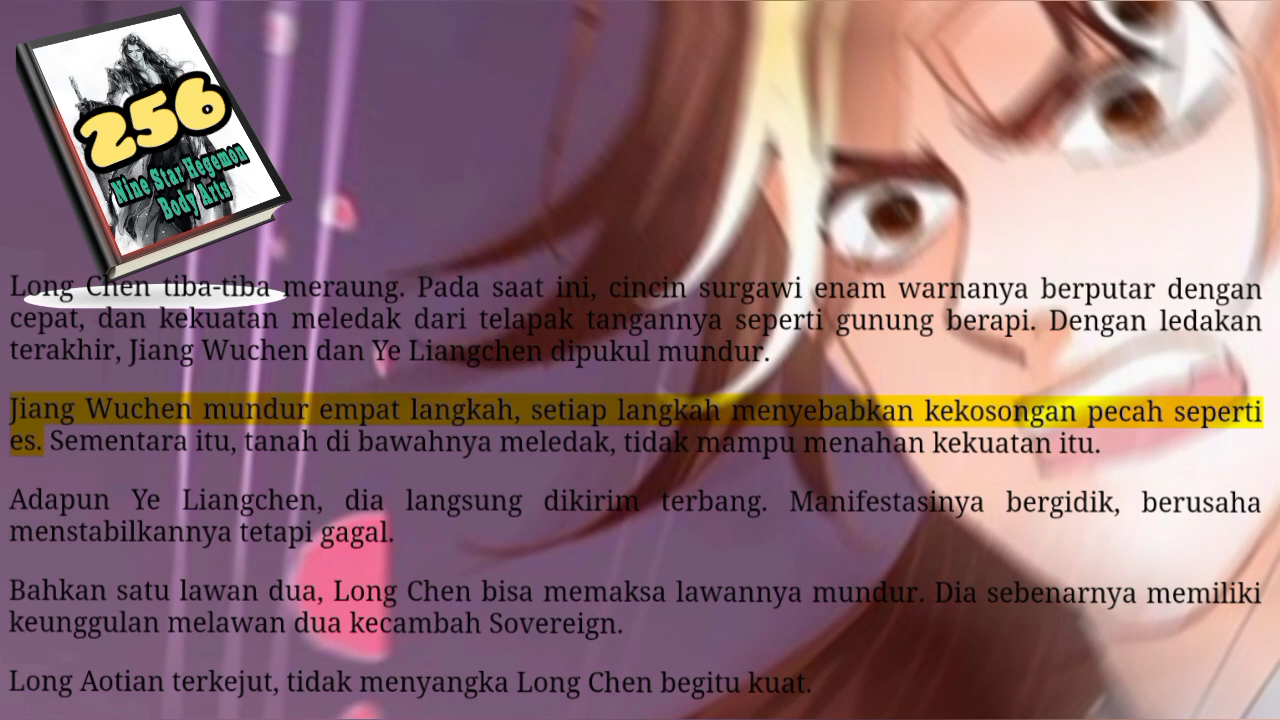 256
Nine Star Hegemon
Body Arts
Long Chen tiba-tiba meraung. Pada saat ini, cincin surgawi enam warnanya berputar dengan
cepat, dan kekuatan meledak dari telapak tangannya seperti gunung berapi. Dengan ledakan
terakhir, Jiang Wuchen dan Ye Liangchen dipukul mundur.
Jiang Wuchen mundur empat langkah, setiap langkah menyebabkan kekosongan pecah seperti
es. Sementara itu, tanah di bawahnya meledak, tidak mampu menahan kekuatan itu.
Adapun Ye Liangchen, dia langsung dikirim terbang. Manifestasinya bergidik, berusaha
menstabilkannya tetapi gagal.
Bahkan satu lawan dua, Long Chen bisa memaksa lawannya mundur. Dia sebenarnya memiliki
keunggulan melawan dua kecambah Sovereign.
Long Aotian terkejut, tidak menyangka Long Chen begitu kuat.